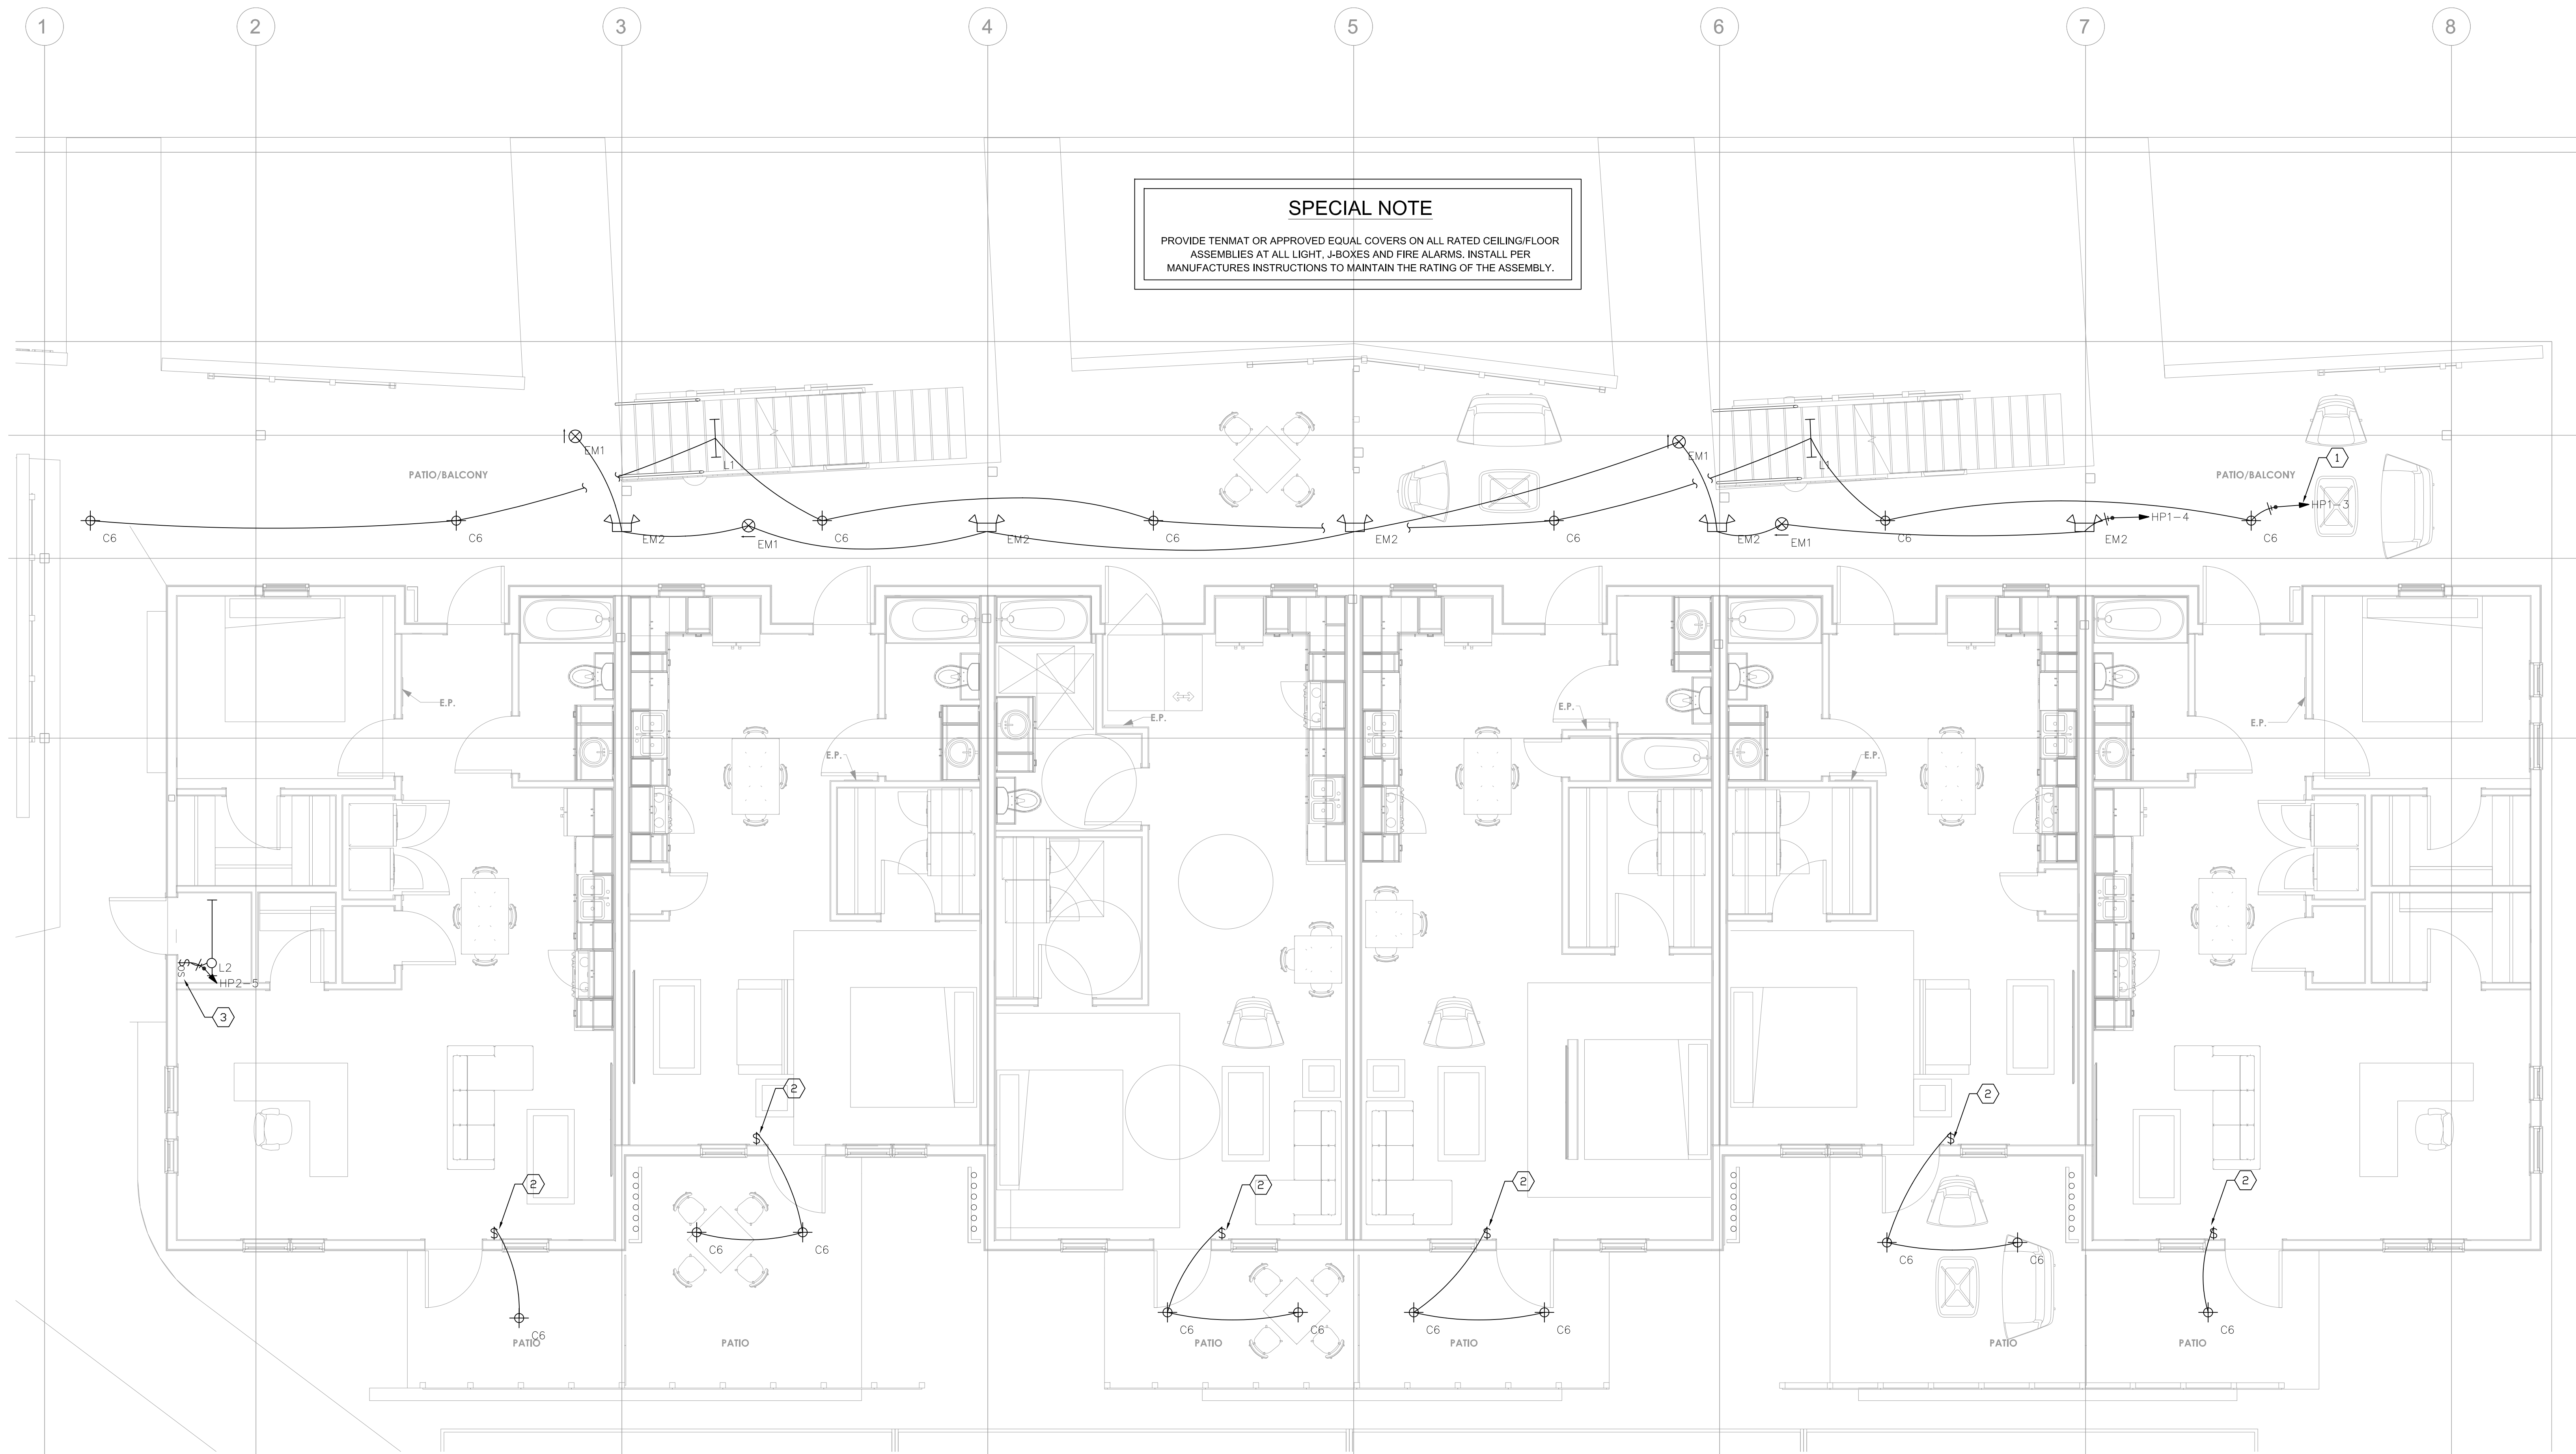 1
2
3
4
5
6
7
8
SPECIAL NOTE
PROVIDE TENMAT OR APPROVED EQUAL COVERS ON ALL RATED CEILING/FLOOR
ASSEMBLIES AT ALL LIGHT, J-BOXES AND FIRE ALARMS. INSTALL PER
MANUFACTURES INSTRUCTIONS TO MAINTAIN THE RATING OF THE ASSEMBLY.
EM1
L1
EM1
L1
1
PATIO/BALCONY
PATIO/BALCONY
HP1-3
HP1-4
C6
C6
EM2
EM1
C6
EM2
C6
EM2
C6
EM2
EM1
C6
EM2
C6
E.P.
E.P.
E.P.
E.P.
E.P.
E.P.
OS
$
L2
HP2-5
3
2
2
$
$
2
2
2
2
$
$
$
$
C6
C6
C6
C6
C6
C6
C6
C6
C6
C6
PATIO
PATIO
PATIO
PATIO
PATIO
PATIO